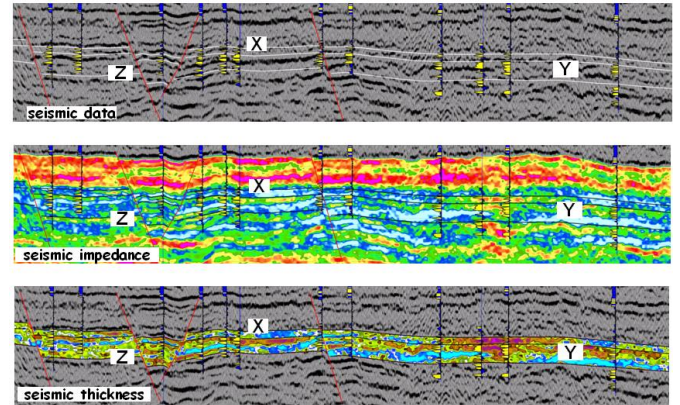 X
Z
Y
seismic data
X
Z
Y
seismic impedance
X
Z
Y
seismic thickness